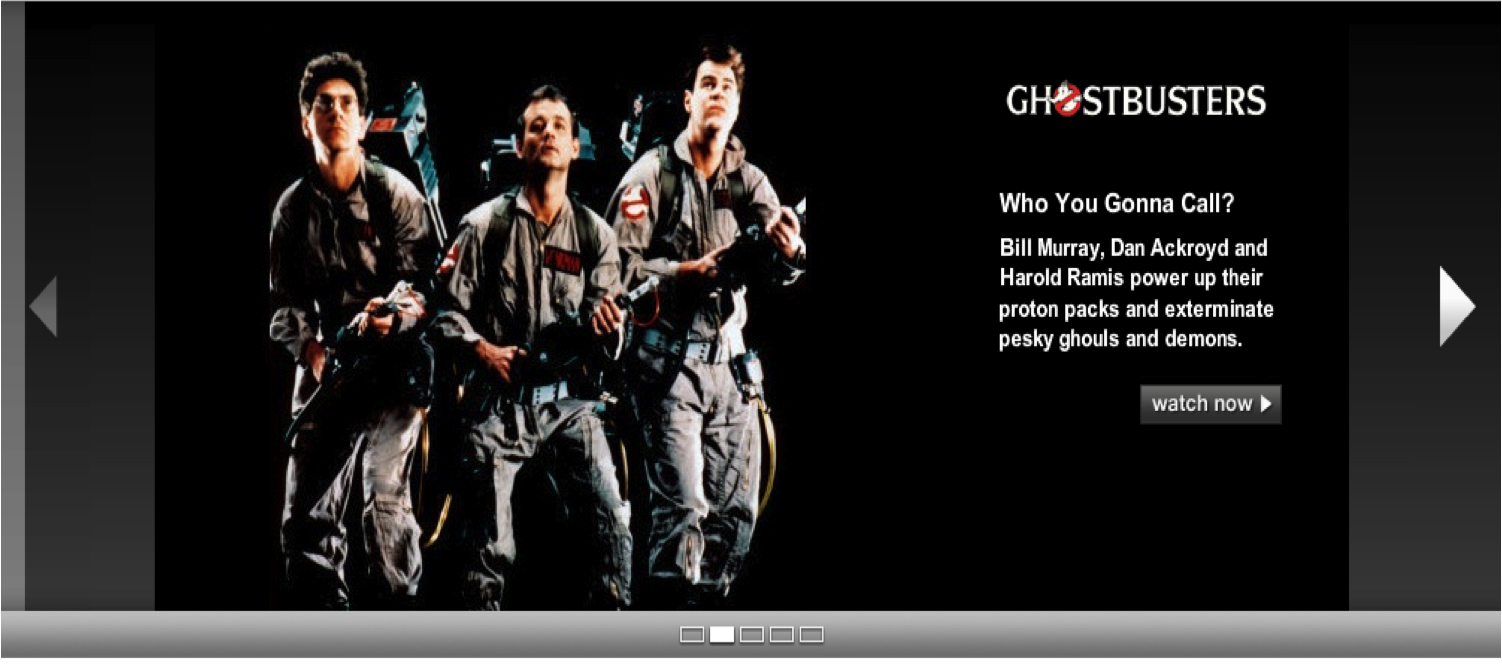 GHOSTBUSTERS
Who You Gonna Call?
Bill Murray, Dan Ackroyd and
Harold Ramis power up their
proton packs and exterminate
pesky ghouls and demons.
watch now